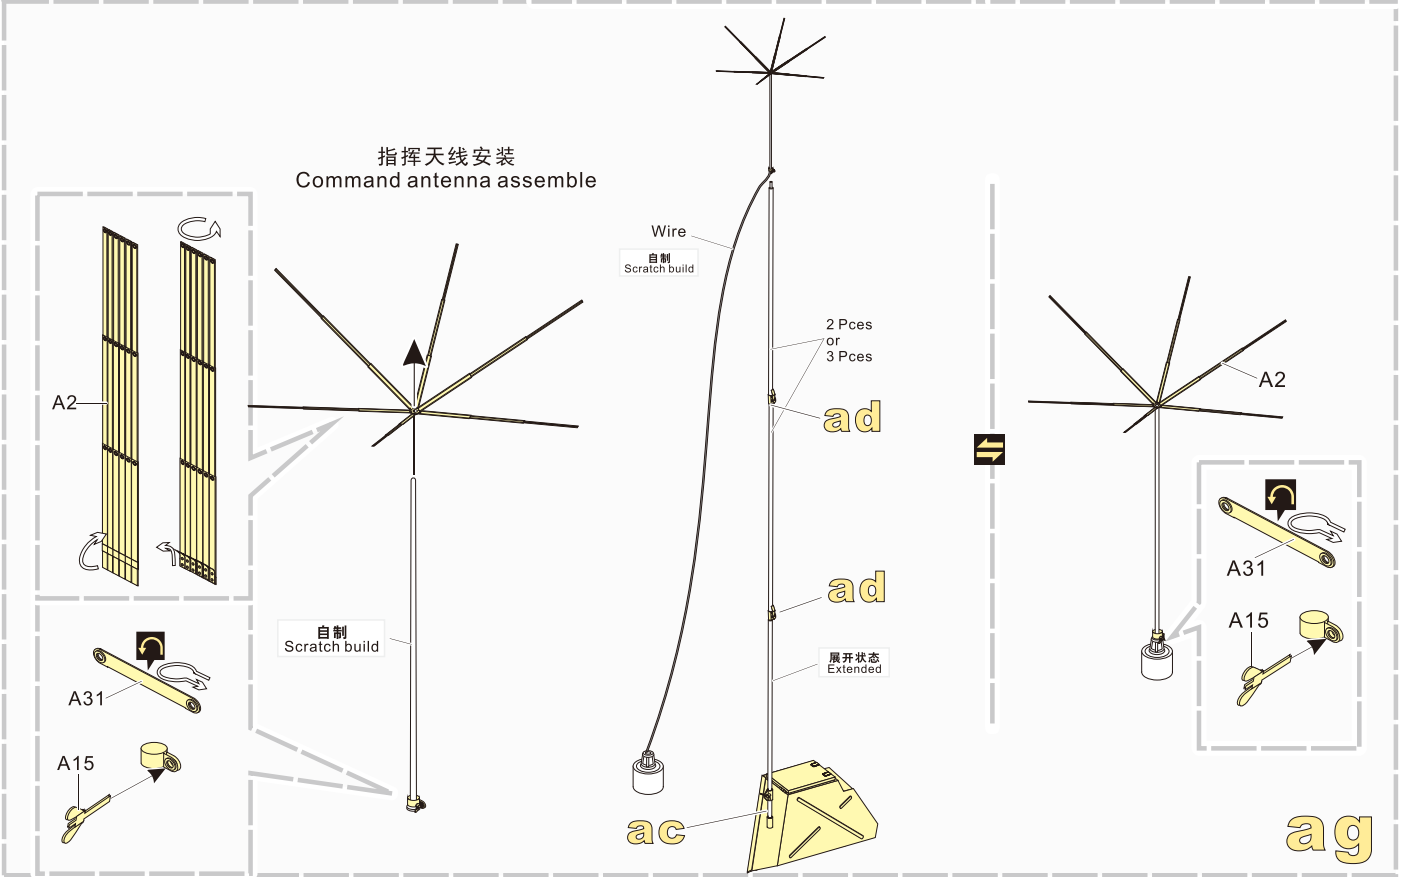 指挥天线安装
Command antenna assemble
Wire
自制
Scratch build
2 Pces
or
3 Pces
A2
A2
ad
ad
自制
Scratch build
展开状态
Extended
A31
A15
A31
A15
ac
ag